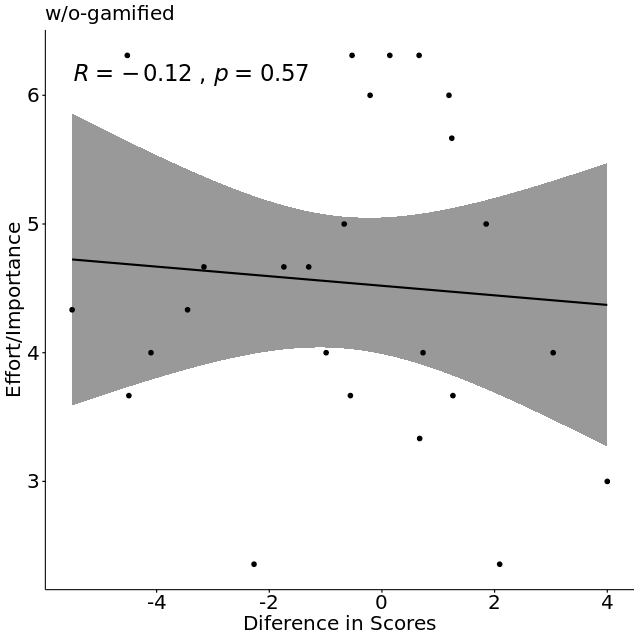 w/o-gamified
R = −0.12 , p = 0.57
6
5
4
3
Effort/Importance
-4 -2 0 2 4
Diference in Scores